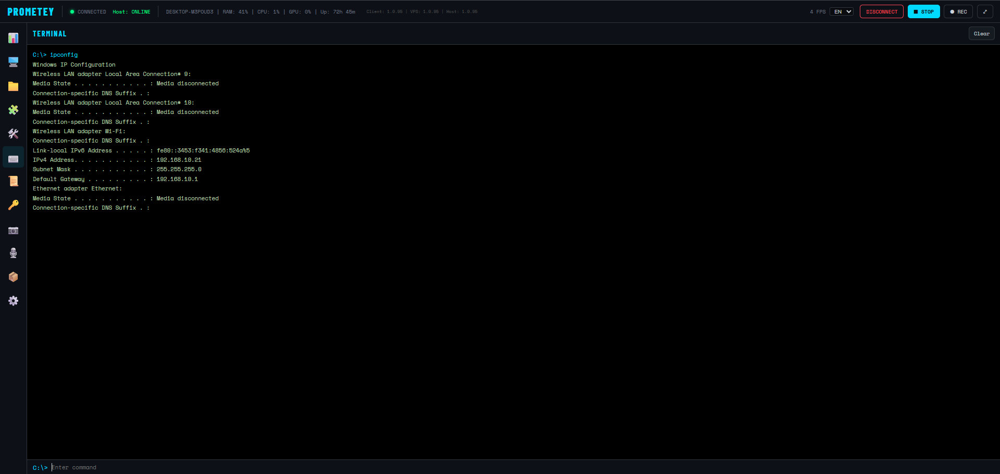 PROMETEY
CONNECTED Host: ONLINE DESKTOP-M3POUD3 | RAM: 41% | CPU: 1% | GPU: 0% | Up: 72h 45m Client: 1.0.95 | VPS: 1.0.95 | Host: 1.0.95 4 FPS EN DISCONNECT STOP REC
TERMINAL Clear
C:\> ipconfig
Windows IP Configuration
Wireless LAN adapter Local Area Connection* 9:
Media State . . . . . . . . . . . : Media disconnected
Connection-specific DNS Suffix . :
Wireless LAN adapter Local Area Connection* 10:
Media State . . . . . . . . . . . : Media disconnected
Connection-specific DNS Suffix . :
Wireless LAN adapter Wi-Fi:
Connection-specific DNS Suffix . :
Link-local IPv6 Address . . . . . : fe80::3453:f341:4856:524a%5
IPv4 Address. . . . . . . . . . . : 192.168.10.21
Subnet Mask . . . . . . . . . . . : 255.255.255.0
Default Gateway . . . . . . . . . : 192.168.10.1
Ethernet adapter Ethernet:
Media State . . . . . . . . . . . : Media disconnected
Connection-specific DNS Suffix . :
C:\> Enter command